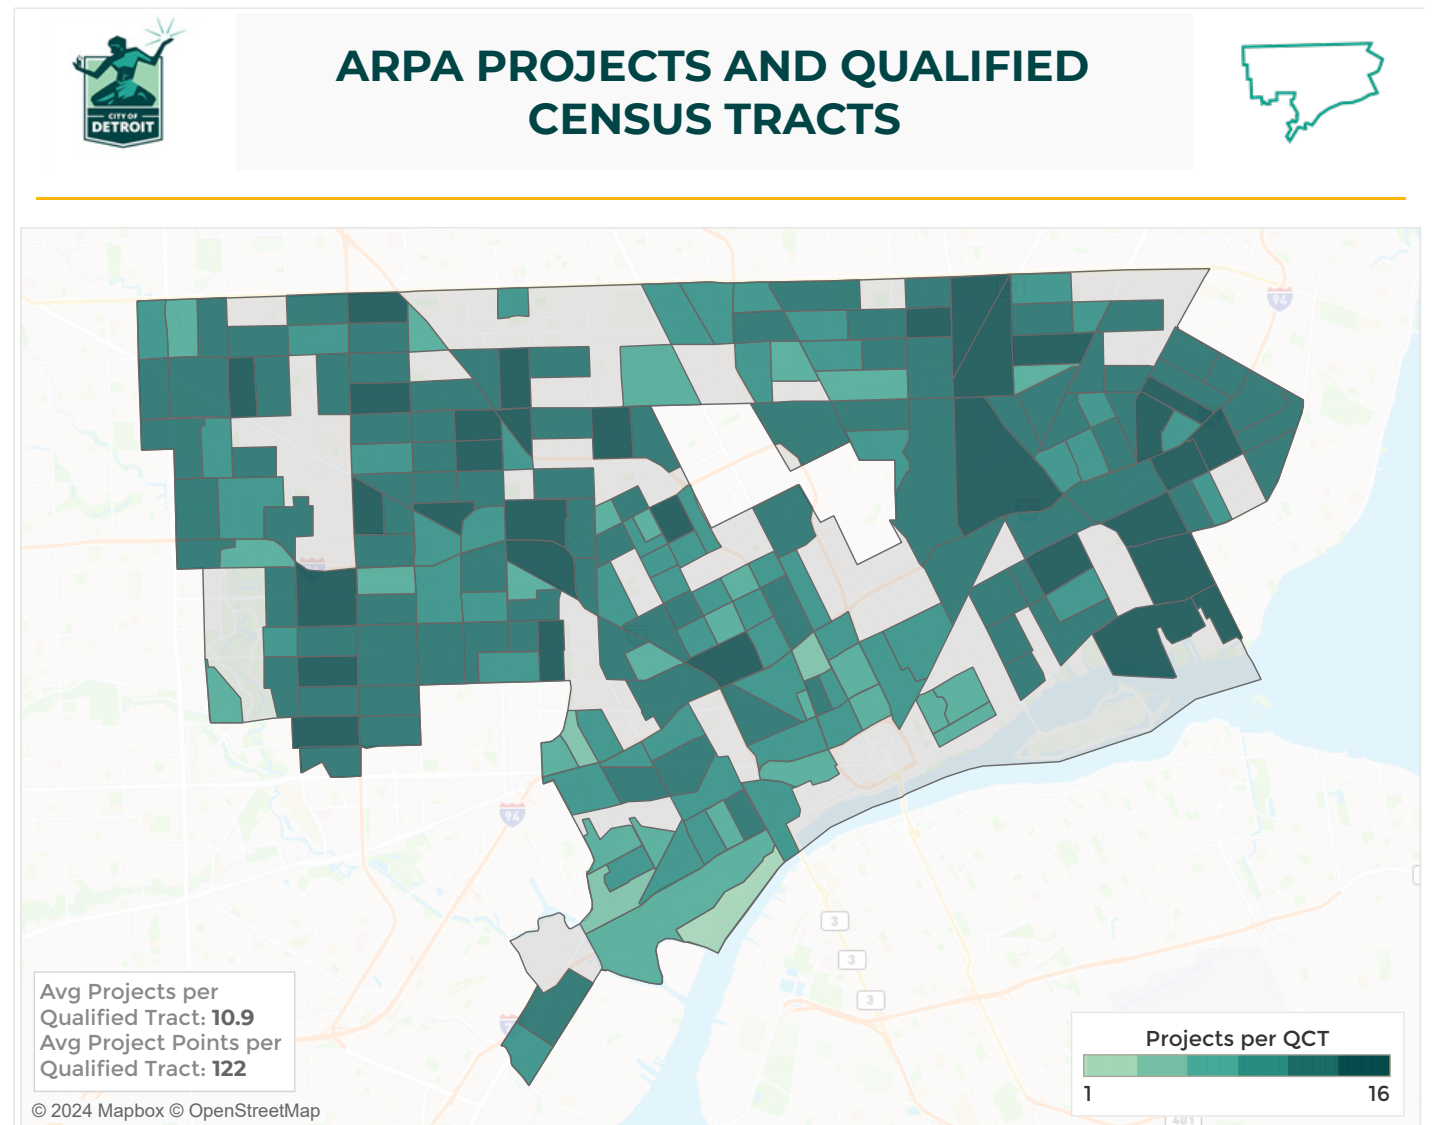 CITY OF
DETROIT
ARPA PROJECTS AND QUALIFIED
CENSUS TRACTS
94
94
3
3
3
Avg Projects per
Qualified Tract: 10.9
Avg Project Points per
Qualified Tract: 122
Projects per QCT
1
16
401
© 2024 Mapbox © OpenStreetMap